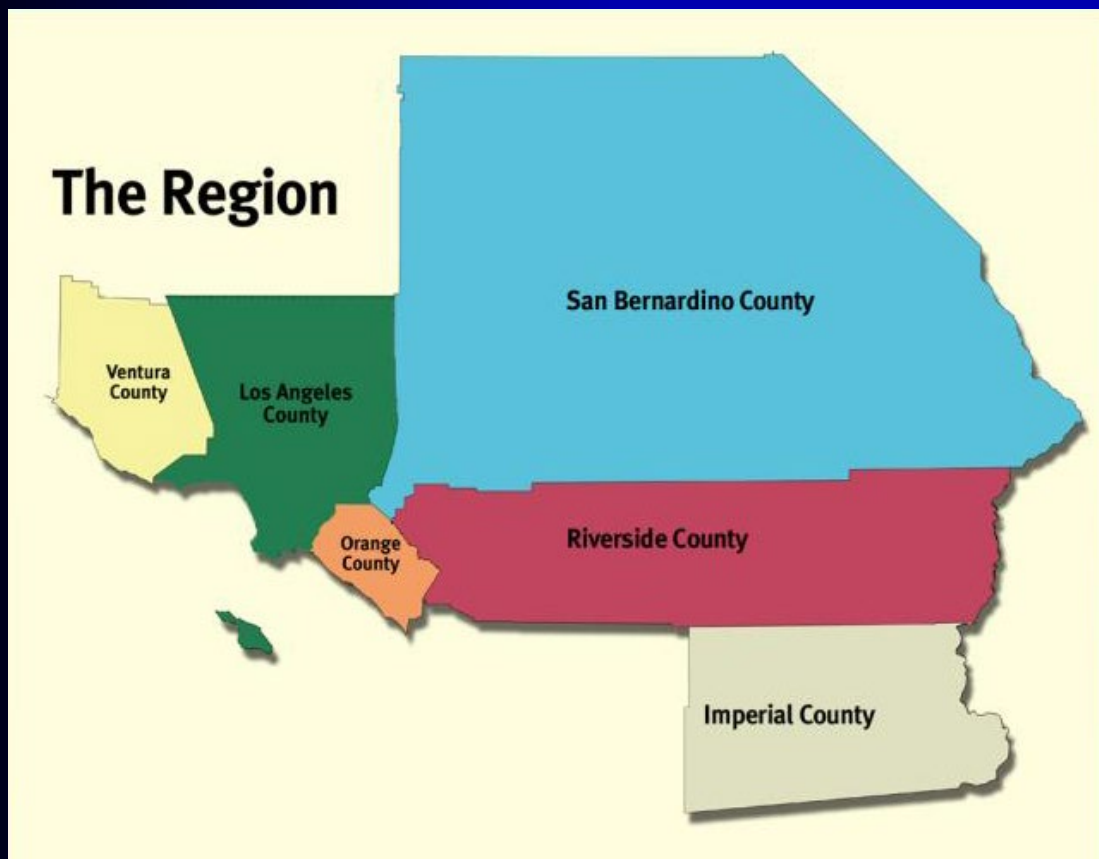 The Region
San Bernardino County
Ventura
County
Los Angeles
County
Orange
County
Riverside County
Imperial County